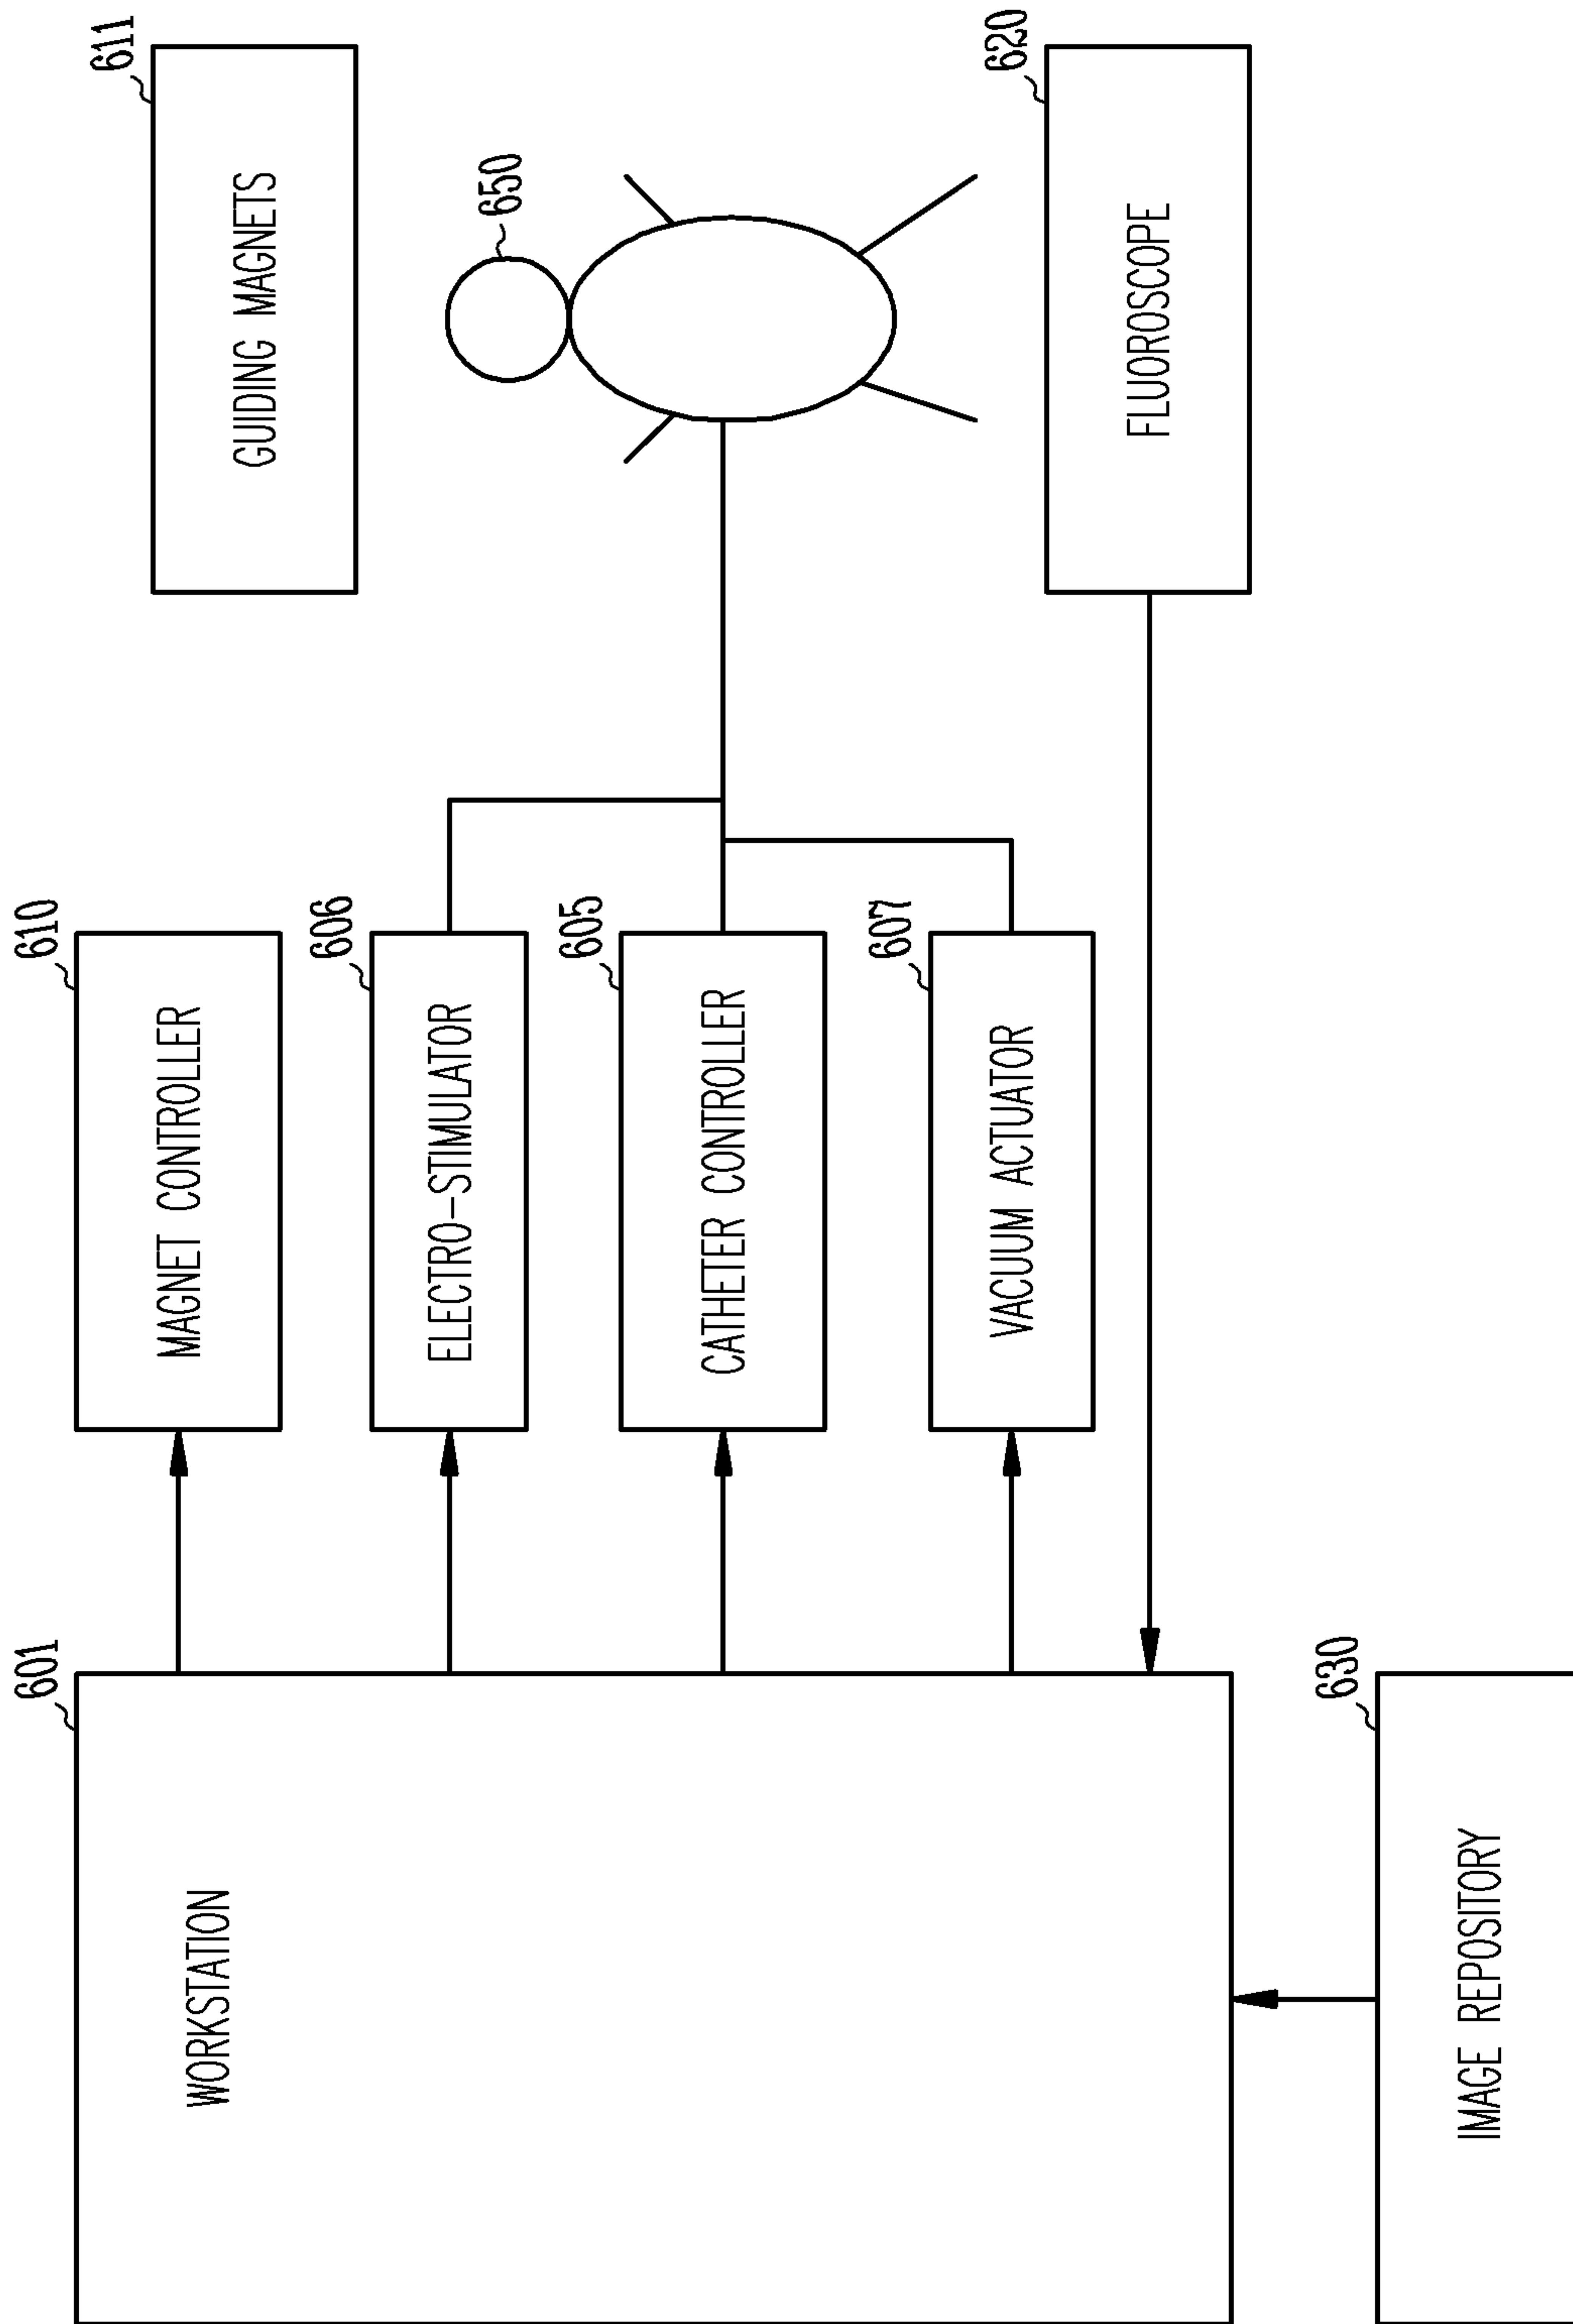 601
WORKSTATION
610
MAGNET CONTROLLER
606
ELECTRO-STIMULATOR
605
CATHETER CONTROLLER
607
VACUUM ACTUATOR
611
GUIDING MAGNETS
650
620
FLUOROSCOPE
630
IMAGE REPOSITORY